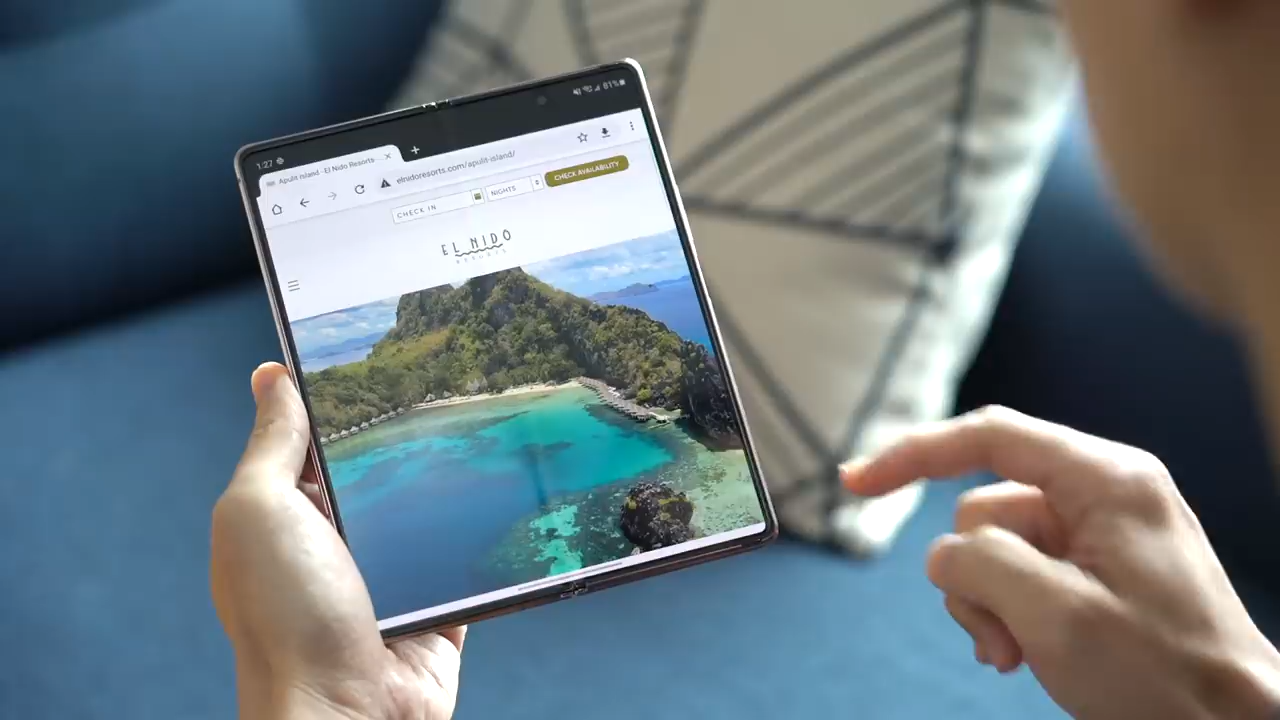 1:27
81%
Apulit Island - El Nido Resorts
elnidoresorts.com/apulit-island/
CHECK IN
NIGHTS
CHECK AVAILABILITY
EL NIDO
RESORTS